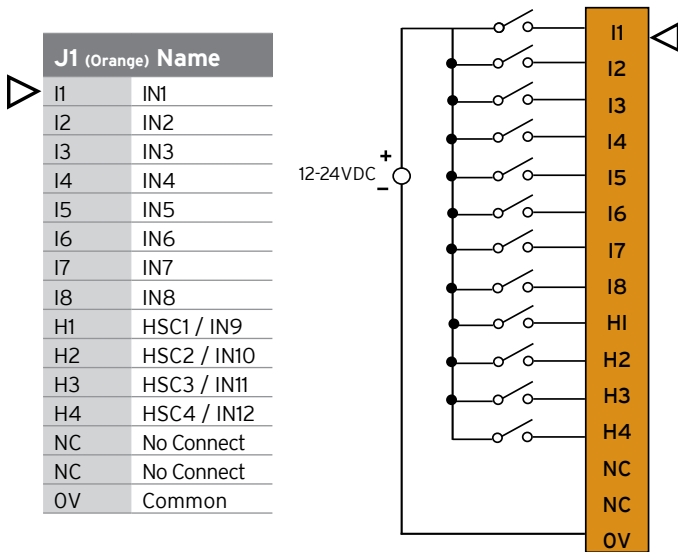 J1 (Orange) Name
I1 IN1
I2 IN2
I3 IN3
I4 IN4
I5 IN5
I6 IN6
I7 IN7
I8 IN8
H1 HSC1 / IN9
H2 HSC2 / IN10
H3 HSC3 / IN11
H4 HSC4 / IN12
NC No Connect
NC No Connect
0V Common
+
12-24VDC
–
I1
I2
I3
I4
I5
I6
I7
I8
HI
H2
H3
H4
NC
NC
0V